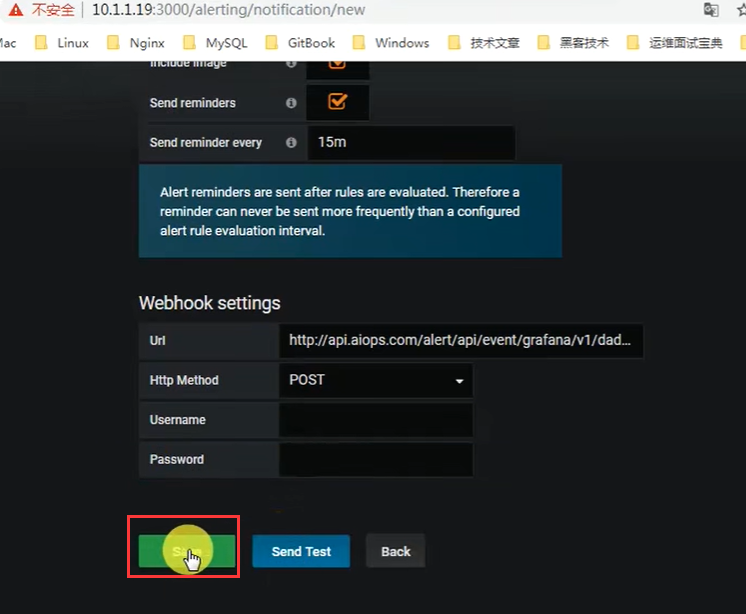 不安全 10.1.1.19:3000/alerting/notification/new
Linux Nginx MySQL GitBook Windows 技术文章 黑客技术 运维面试宝典
Include image
Send reminders
Send reminder every 15m
Alert reminders are sent after rules are evaluated. Therefore a
reminder can never be sent more frequently than a configured
alert rule evaluation interval.
Webhook settings
Url http://api.aiops.com/alert/api/event/grafana/v1/dad...
Http Method POST
Username
Password
Send Test Back